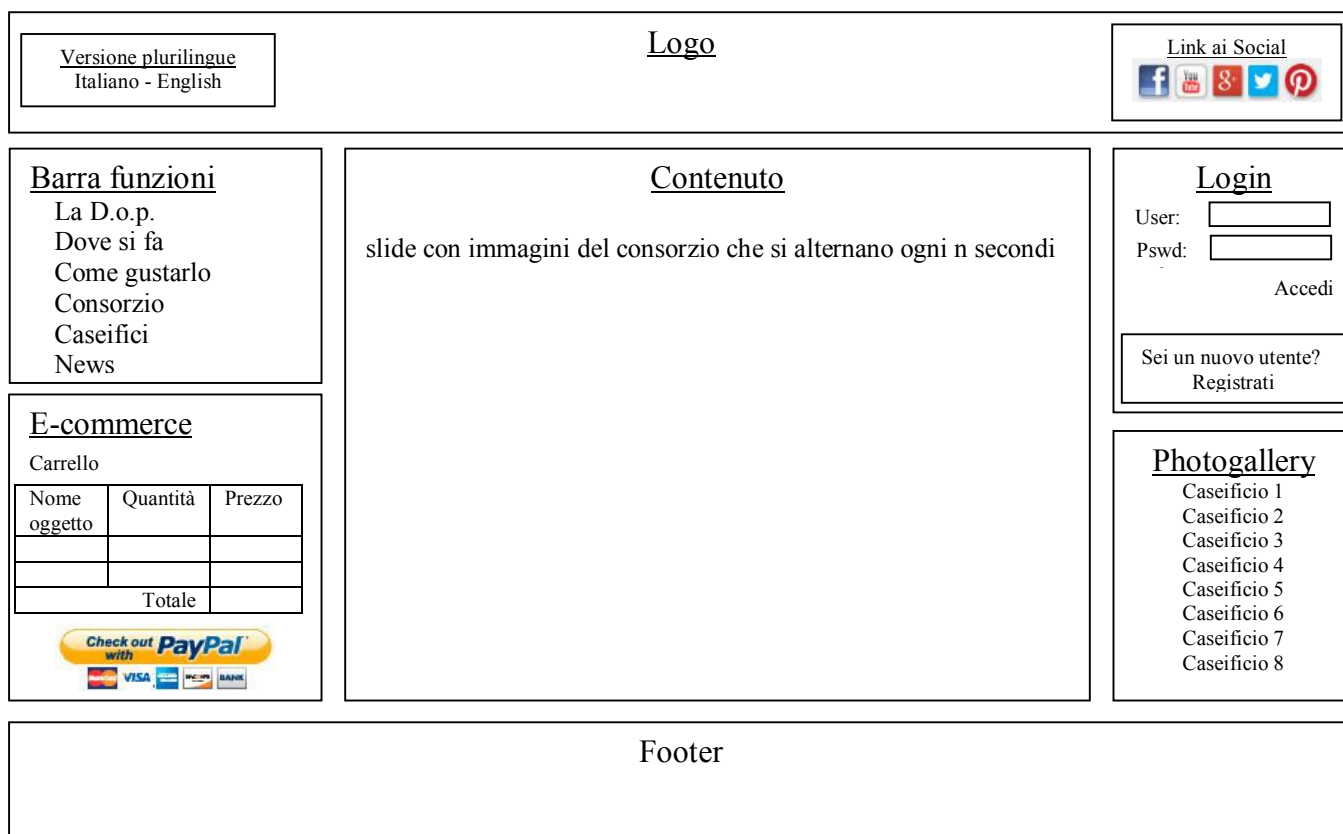 Versione plurilingue
Italiano - English
Logo
Link ai Social
f You Tube 8+ P
Barra funzioni
La D.o.p.
Dove si fa
Come gustarlo
Consorzio
Caseifici
News
Contenuto
slide con immagini del consorzio che si alternano ogni n secondi
Login
User:
Pswd:
Accedi
Sei un nuovo utente?
Registrati
E-commerce
Carrello
Nome oggetto Quantità Prezzo
Totale
Check out with PayPal
VISA BANK
Photogallery
Caseificio 1
Caseificio 2
Caseificio 3
Caseificio 4
Caseificio 5
Caseificio 6
Caseificio 7
Caseificio 8
Footer